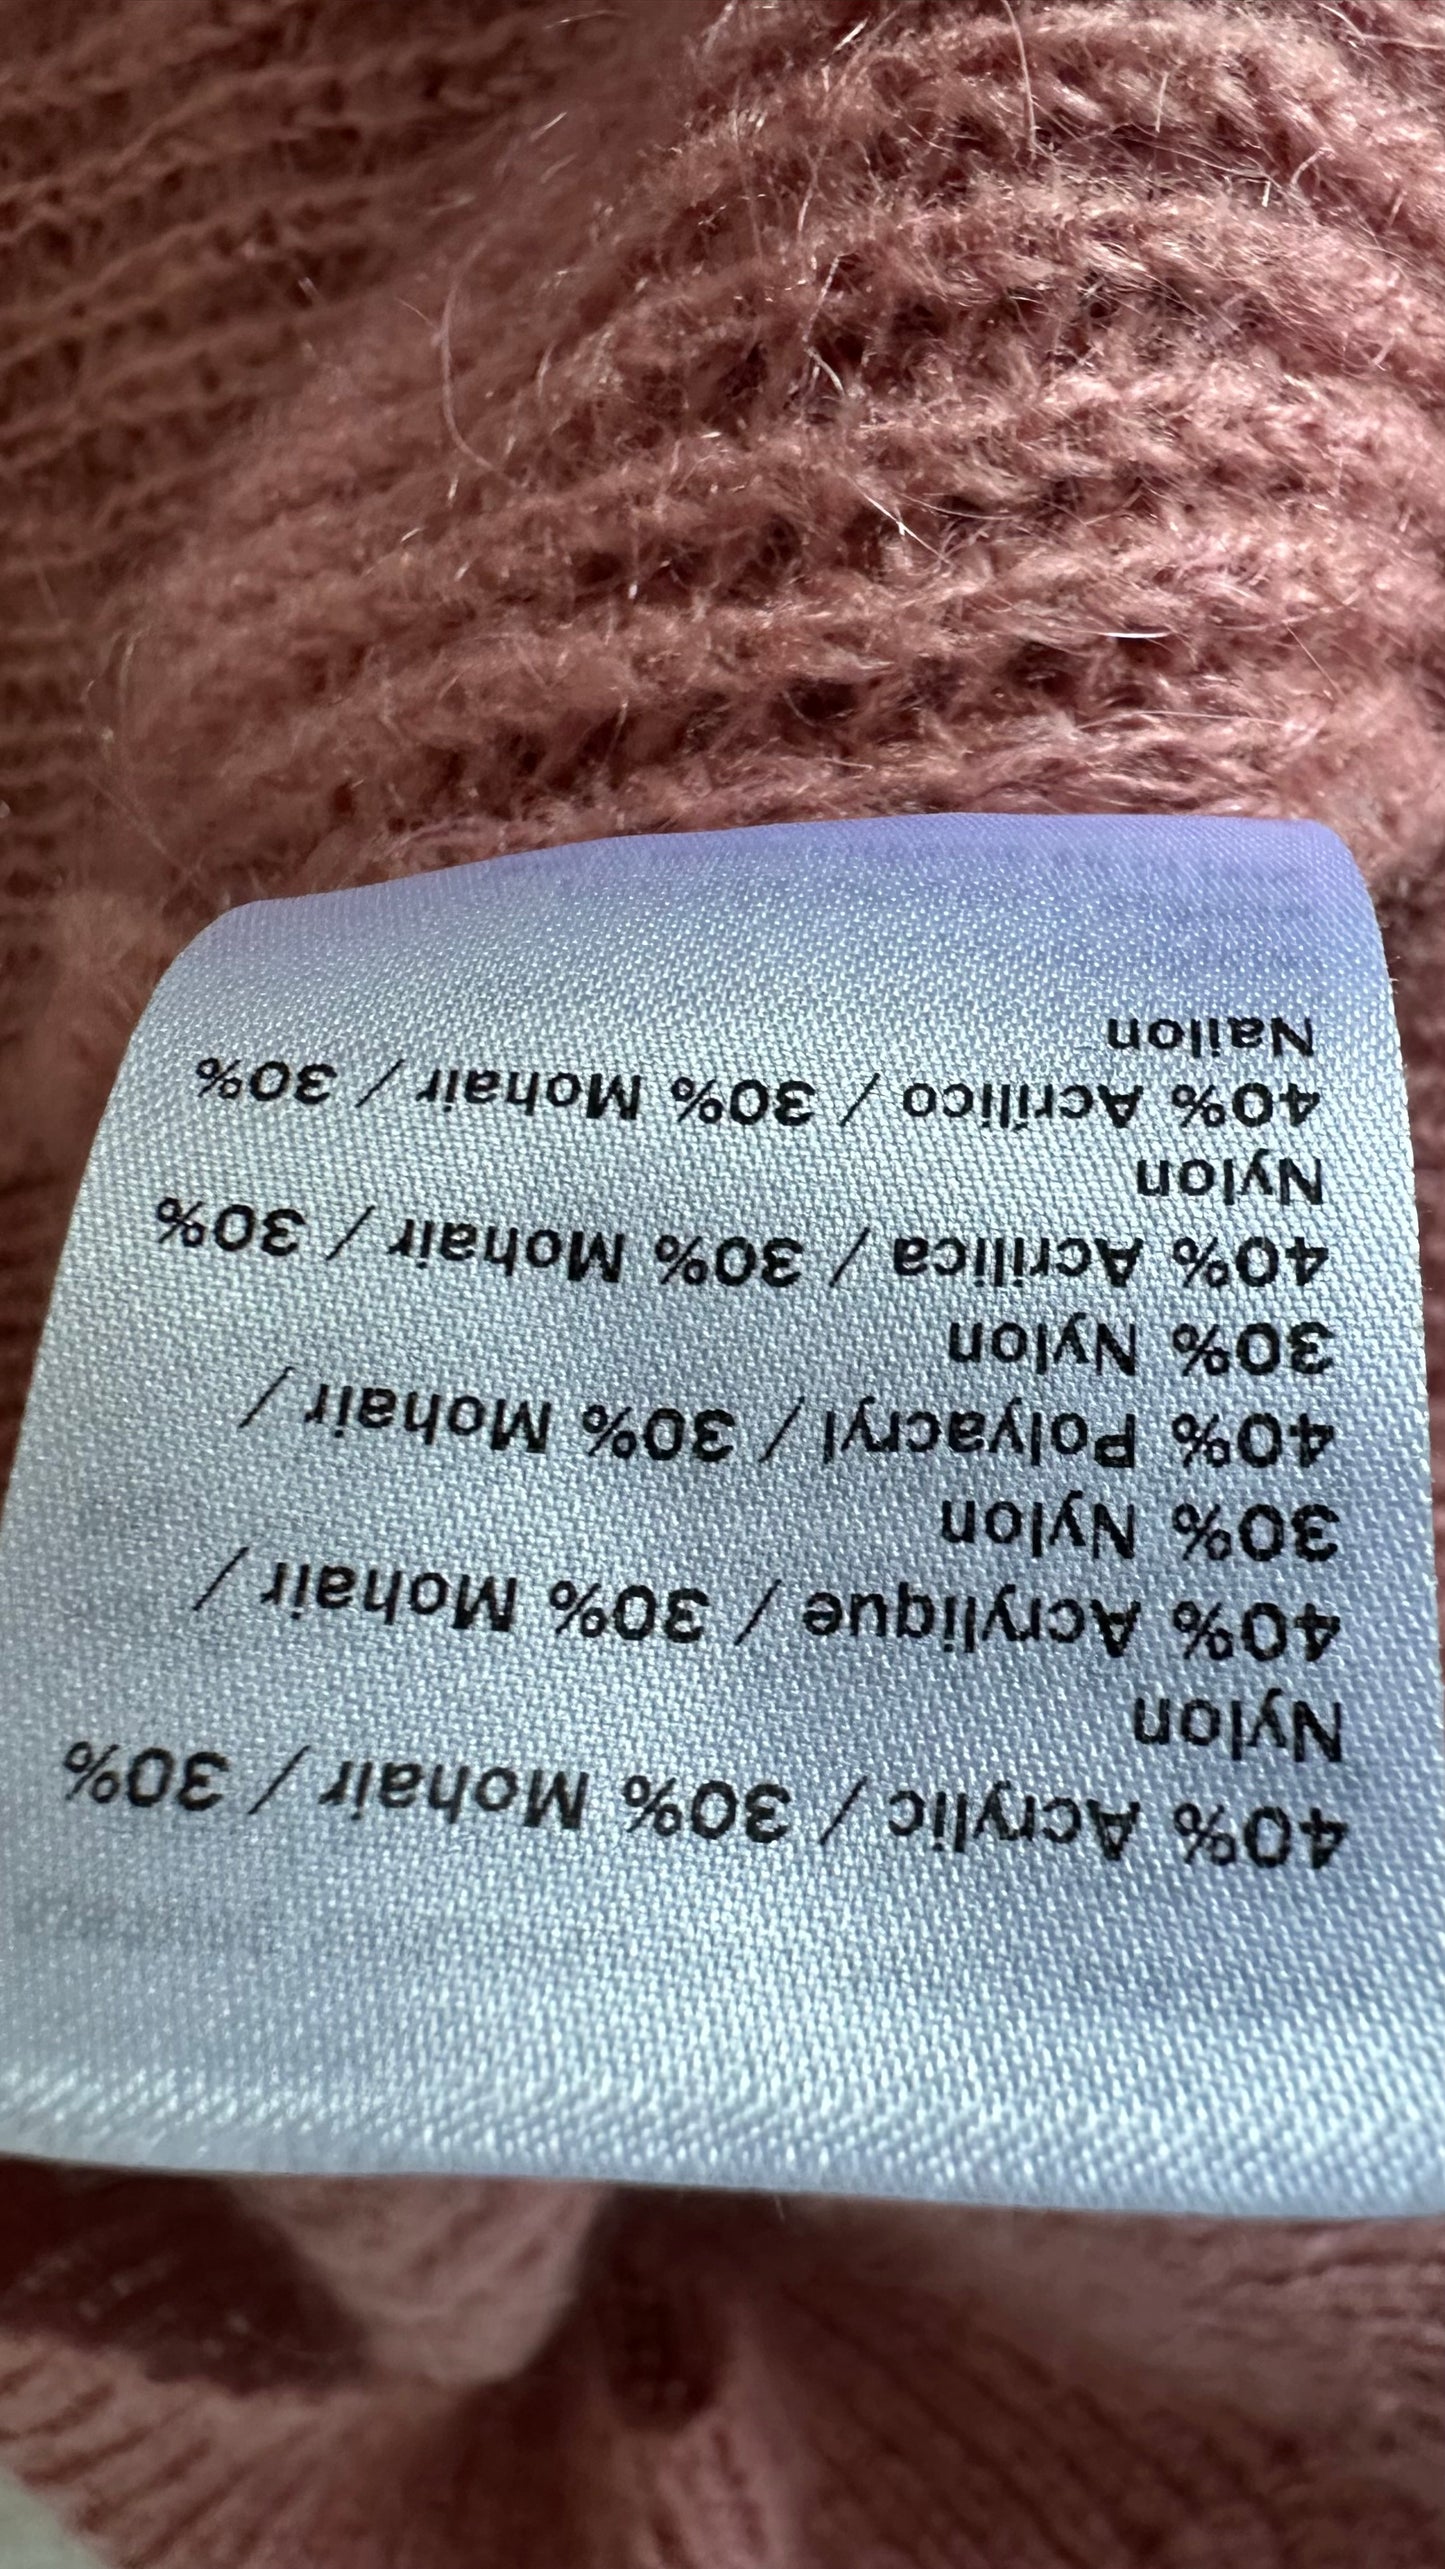 40% Acrylic / 30% Mohair / 30%
Nylon
40% Acrylique / 30% Mohair /
30% Nylon
40% Polyacryl / 30% Mohair /
30% Nylon
40% Acrilica / 30% Mohair / 30%
Nylon
40% Acrílico / 30% Mohair / 30%
Nailon